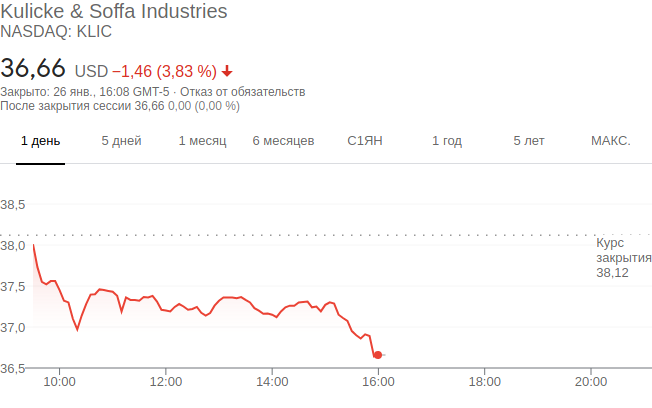 Kulicke & Soffa Industries
NASDAQ: KLIC
36,66 USD −1,46 (3,83 %)
Закрыто: 26 янв., 16:08 GMT-5 · Отказ от обязательств
После закрытия сессии 36,66 0,00 (0,00 %)
1 день 5 дней 1 месяц 6 месяцев С1ЯН 1 год 5 лет МАКС.
38,5
Курс
38,0
закрытия
38,12
37,5
37,0
36,5
10:00 12:00 14:00 16:00 18:00 20:00